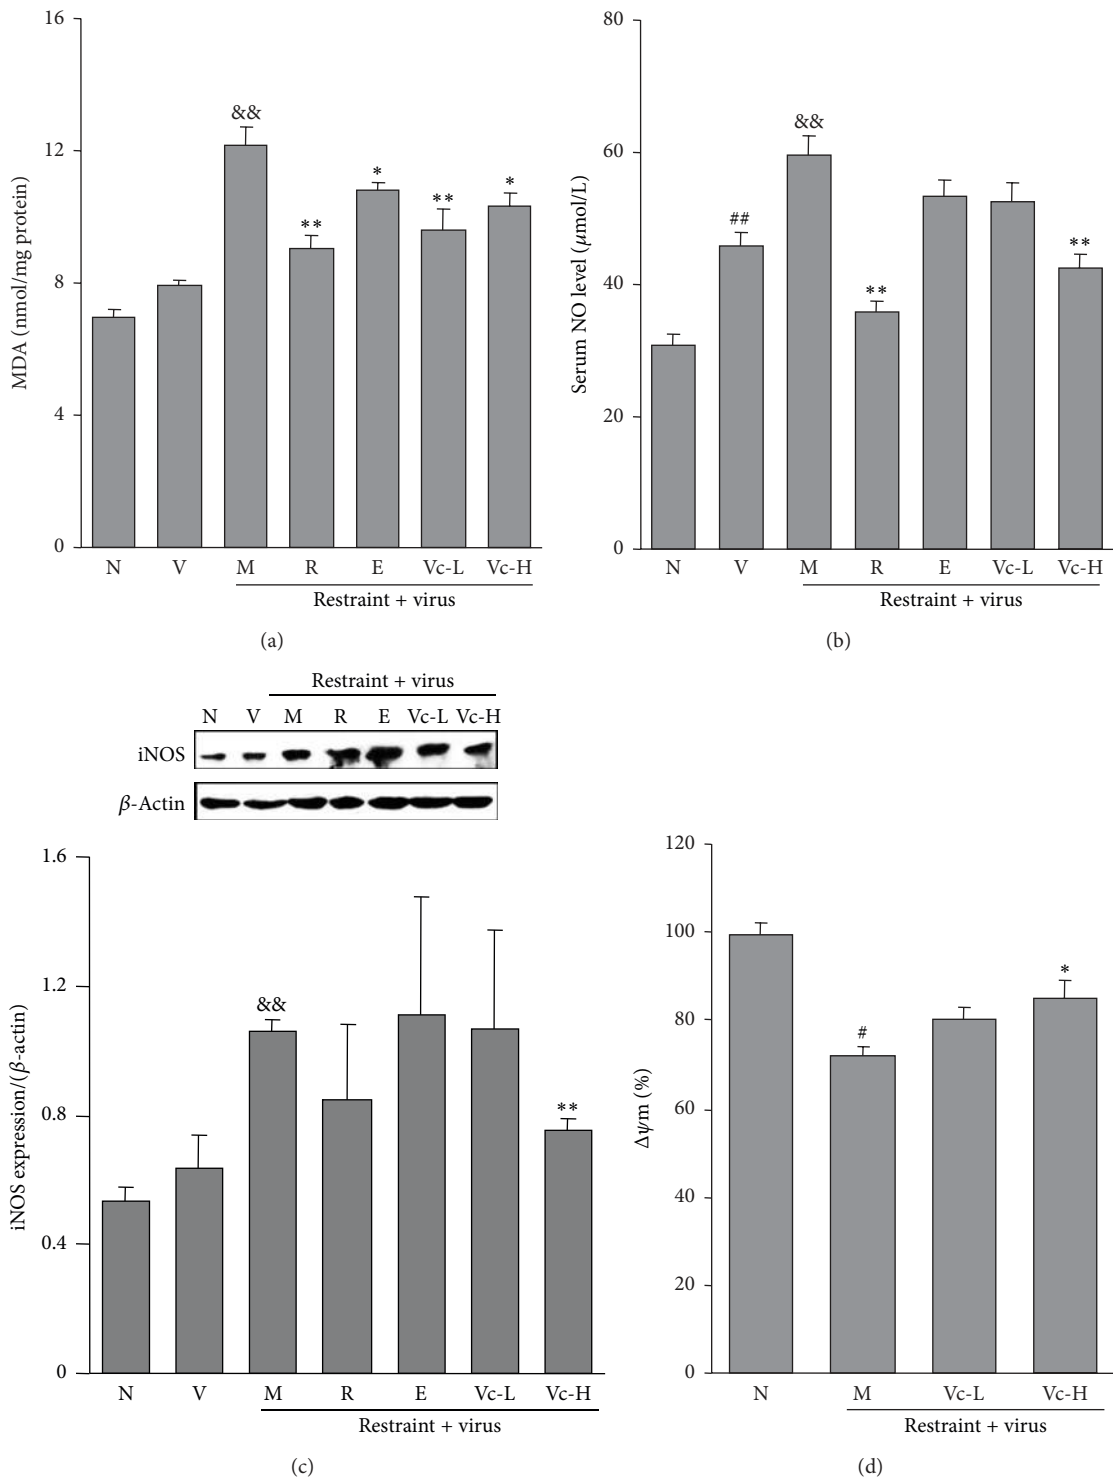 16
12
8
4
0
MDA (nmol/mg protein)
&&
**
*
**
*
N V M R E Vc-L Vc-H
Restraint + virus
(a)
80
60
40
20
0
Serum NO level (μmol/L)
##
&&
**
**
N V M R E Vc-L Vc-H
Restraint + virus
(b)
Restraint + virus
N V M R E Vc-L Vc-H
iNOS
β-Actin
1.6
1.2
0.8
0.4
0
iNOS expression/(β-actin)
&&
**
N V M R E Vc-L Vc-H
Restraint + virus
(c)
120
100
80
60
40
20
0
Δψm (%)
#
*
N M Vc-L Vc-H
Restraint + virus
(d)